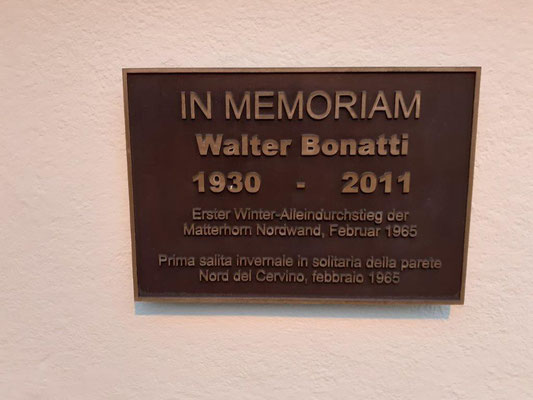 IN MEMORIAM
Walter Bonatti
1930 - 2011
Erster Winter-Alleindurchstieg der
Matterhorn Nordwand, Februar 1965
Prima salita invernale in solitaria della parete
Nord del Cervino, febbraio 1965